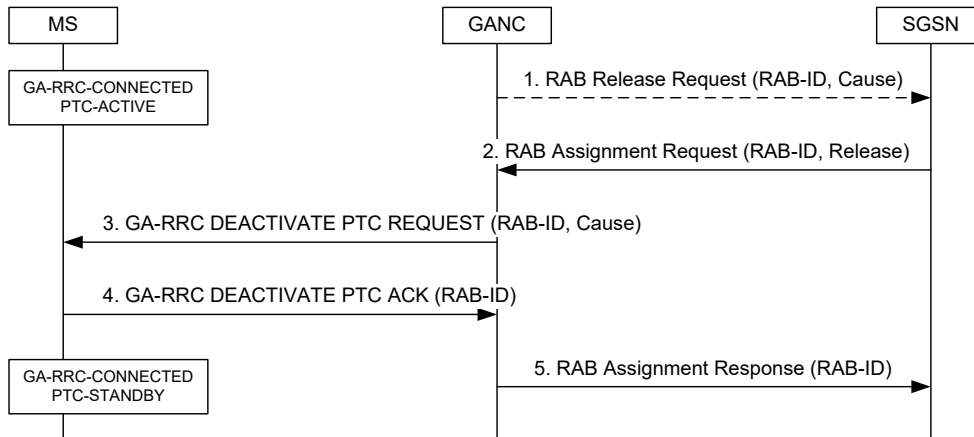 MS
GANC
SGSN
GA-RRC-CONNECTED
PTC-ACTIVE
1. RAB Release Request (RAB-ID, Cause)
2. RAB Assignment Request (RAB-ID, Release)
3. GA-RRC DEACTIVATE PTC REQUEST (RAB-ID, Cause)
4. GA-RRC DEACTIVATE PTC ACK (RAB-ID)
GA-RRC-CONNECTED
PTC-STANDBY
5. RAB Assignment Response (RAB-ID)